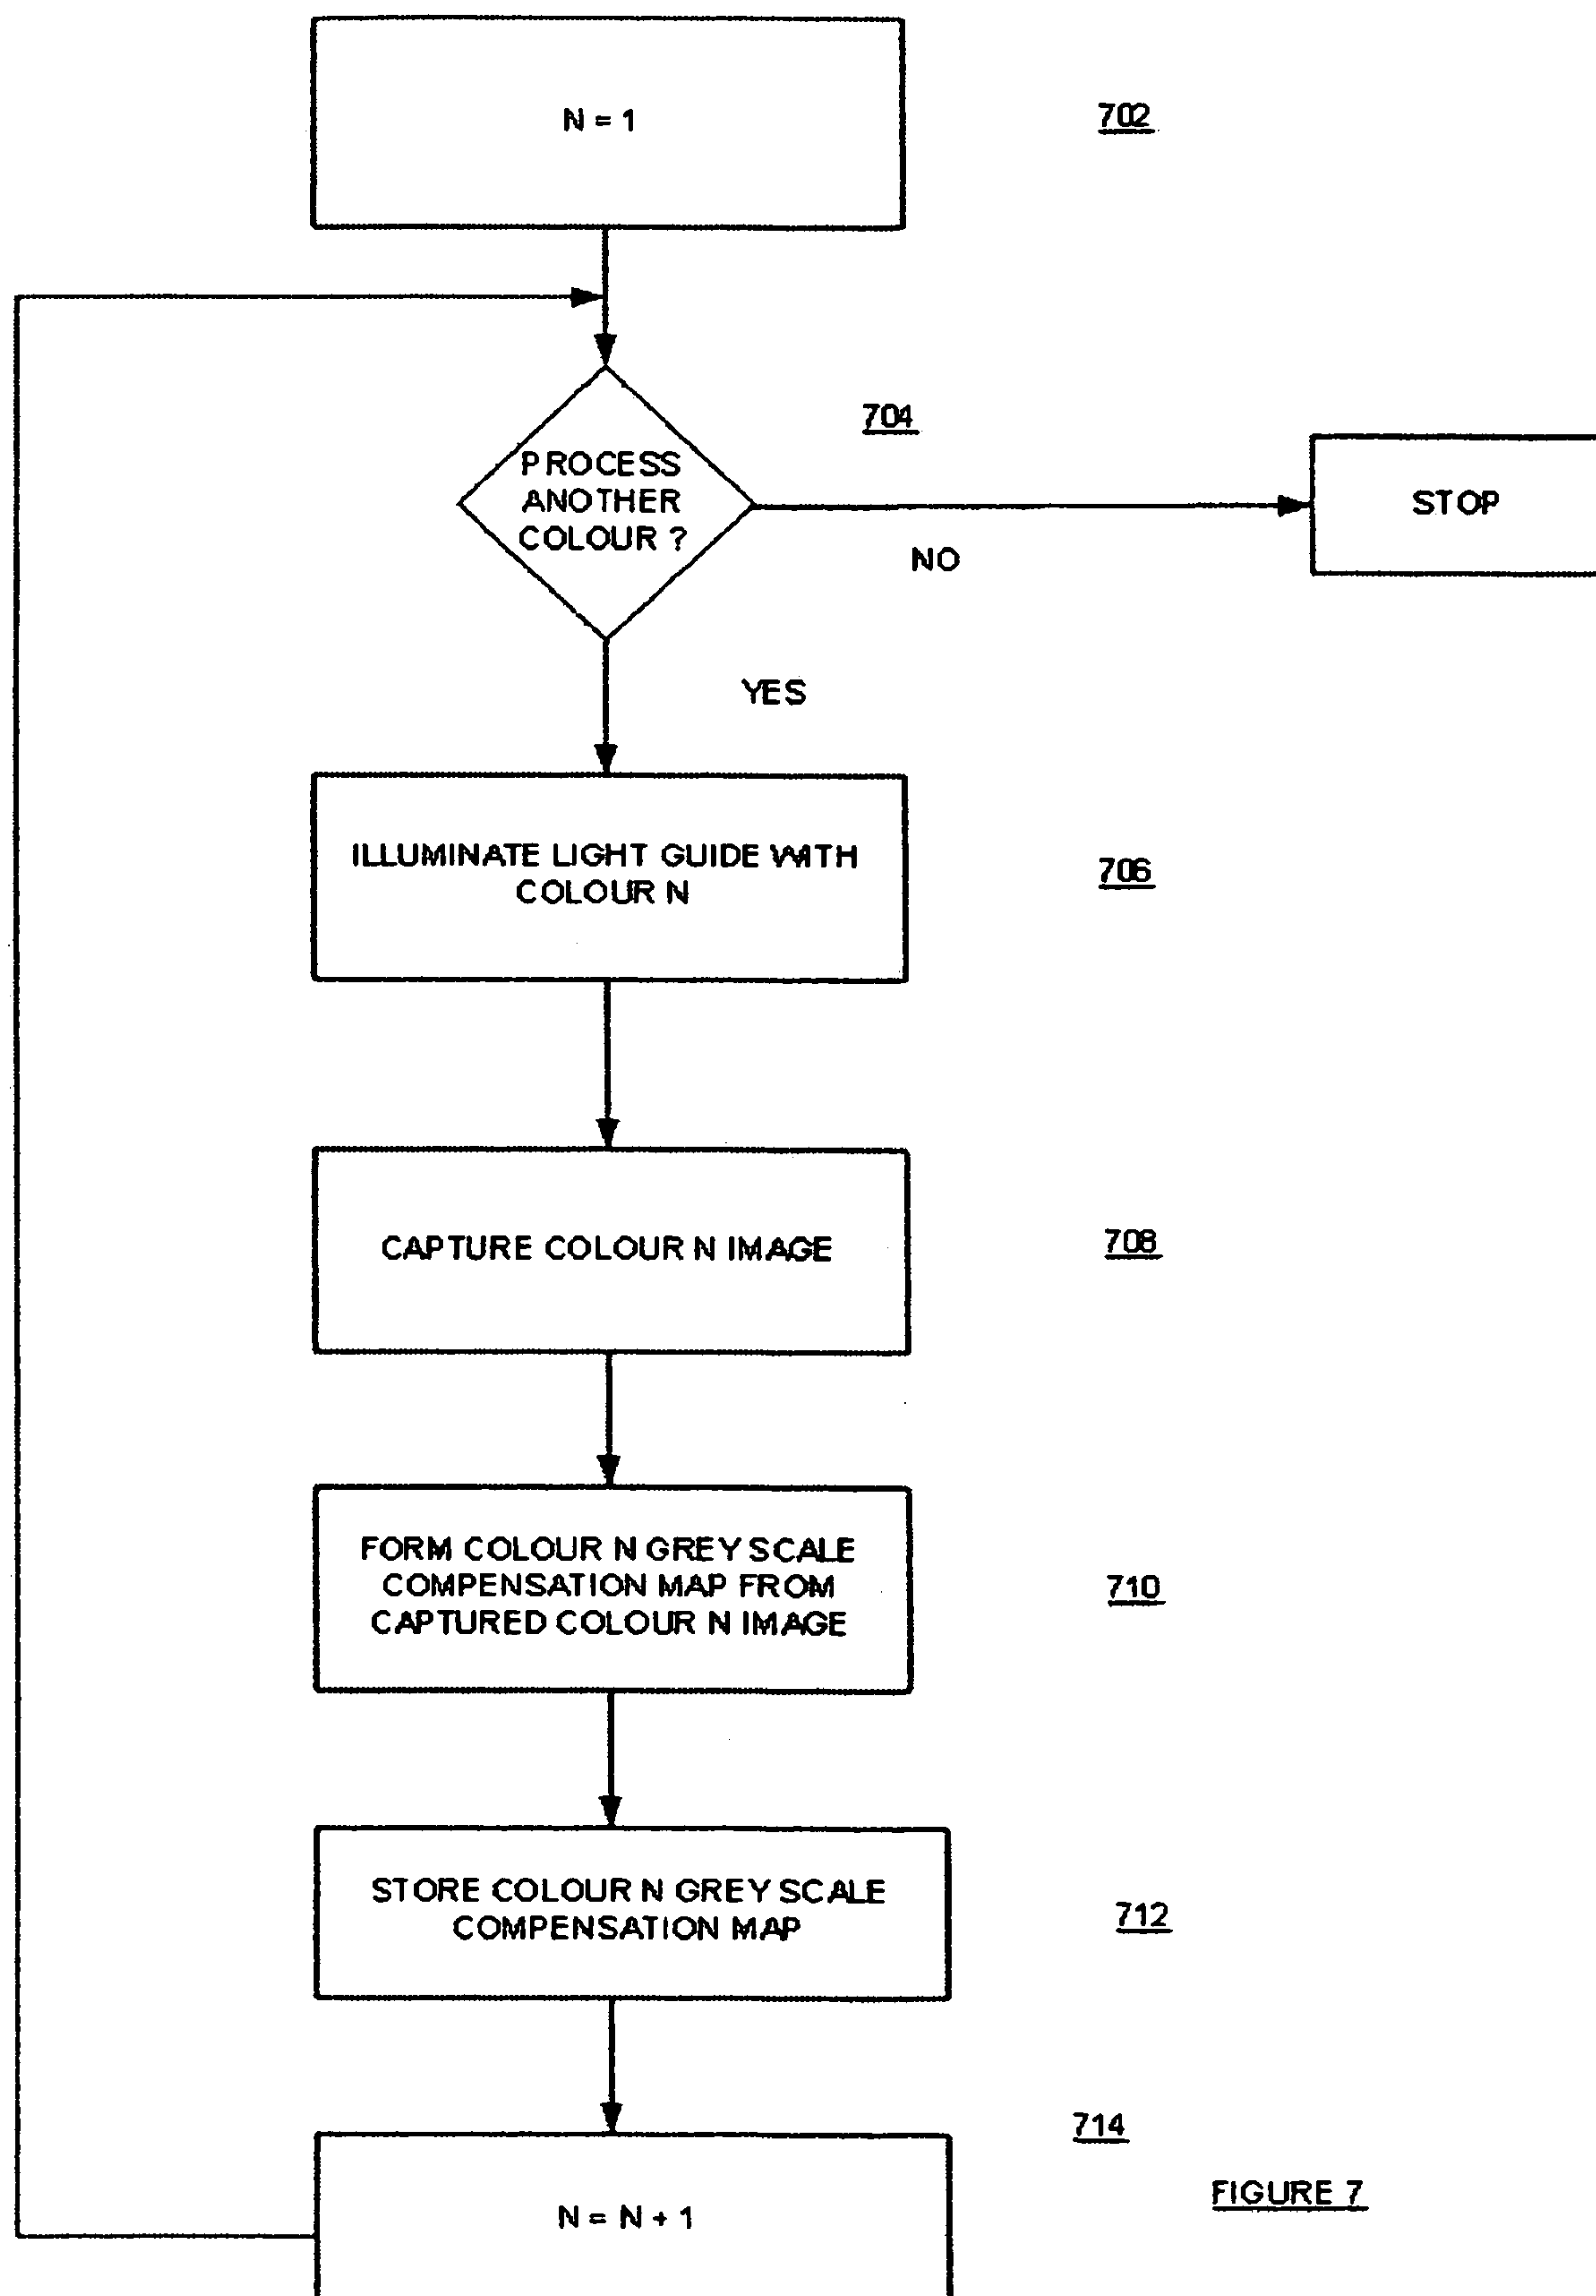 N = 1
702
704
PROCESS
ANOTHER
COLOUR ?
STOP
NO
YES
ILLUMINATE LIGHT GUIDE WITH
COLOUR N
706
CAPTURE COLOUR N IMAGE
708
FORM COLOUR N GREY SCALE
COMPENSATION MAP FROM
CAPTURED COLOUR N IMAGE
710
STORE COLOUR N GREY SCALE
COMPENSATION MAP
712
714
FIGURE 7
N = N + 1